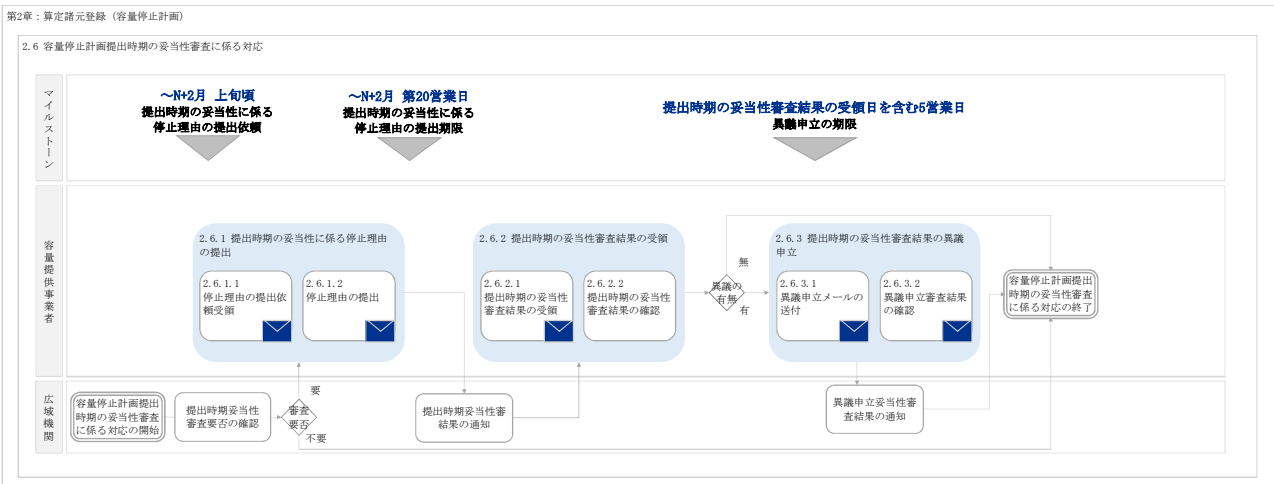 第2章：算定諸元登録（容量停止計画）
2.6 容量停止計画提出時期の妥当性審査に係る対応
マイルストーン
～N+2月 上旬頃
提出時期の妥当性に係る
停止理由の提出依頼
～N+2月 第20営業日
提出時期の妥当性に係る
停止理由の提出期限
提出時期の妥当性審査結果の受領日を含む5営業日
異議申立の期限
容量提供事業者
2.6.1 提出時期の妥当性に係る停止理由
の提出
2.6.1.1
停止理由の提出依
頼受領
2.6.1.2
停止理由の提出
2.6.2 提出時期の妥当性審査結果の受領
2.6.2.1
提出時期の妥当性
審査結果の受領
2.6.2.2
提出時期の妥当性
審査結果の確認
異議の
有無
無
有
2.6.3 提出時期の妥当性審査結果の異議
申立
2.6.3.1
異議申立メールの
送付
2.6.3.2
異議申立審査結果
の確認
容量停止計画提出
時期の妥当性審査
に係る対応の終了
広域機関
容量停止計画提出
時期の妥当性審査
に係る対応の開始
提出時期妥当性
審査要否の確認
審査
要否
要
不要
提出時期妥当性審
結果の通知
異議申立妥当性審
査結果の通知